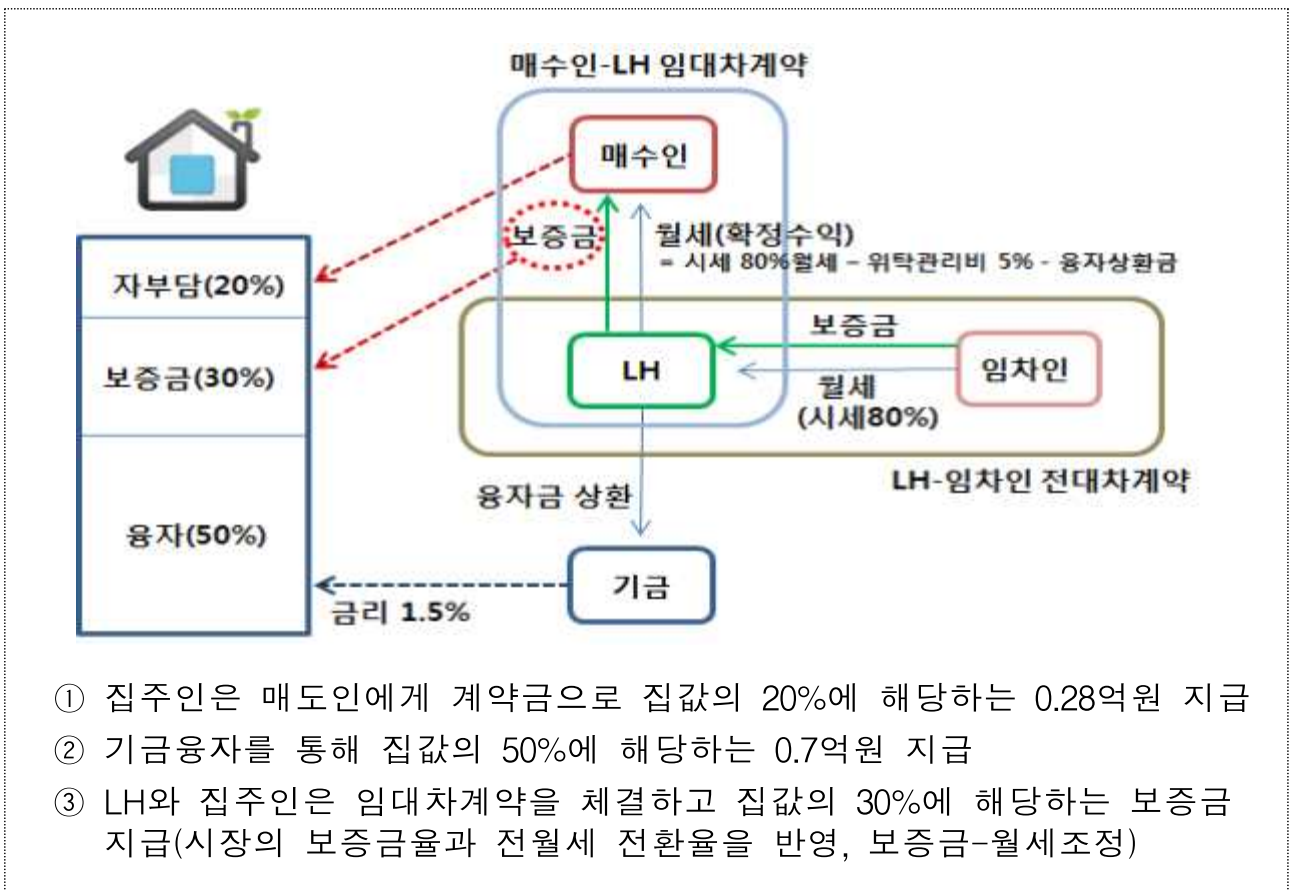 매수인-LH 임대차계약
매수인
보증금
월세(확정수익)
= 시세 80%월세 – 위탁관리비 5% - 융자상환금
자부담(20%)
보증금(30%)
융자(50%)
LH
보증금
월세
(시세80%)
임차인
LH-임차인 전대차계약
융자금 상환
기금
금리 1.5%
① 집주인은 매도인에게 계약금으로 집값의 20%에 해당하는 0.28억원 지급
② 기금융자를 통해 집값의 50%에 해당하는 0.7억원 지급
③ LH와 집주인은 임대차계약을 체결하고 집값의 30%에 해당하는 보증금
지급(시장의 보증금율과 전월세 전환율을 반영, 보증금-월세조정)